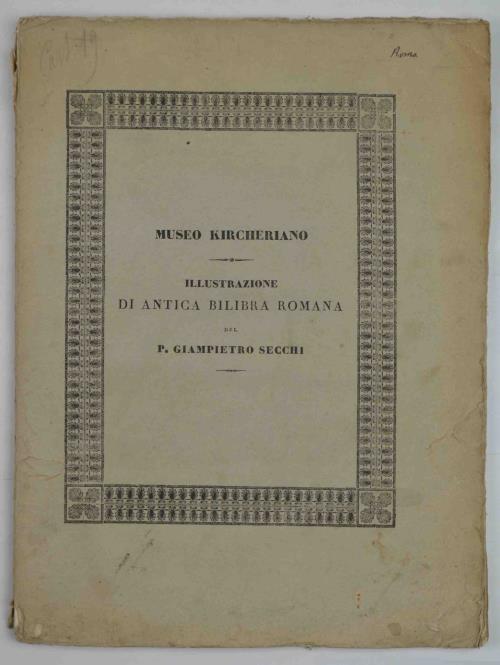 Roma
MUSEO KIRCHERIANO
ILLUSTRAZIONE
DI ANTICA BILIBRA ROMANA
DEL
P. GIAMPIETRO SECCHI